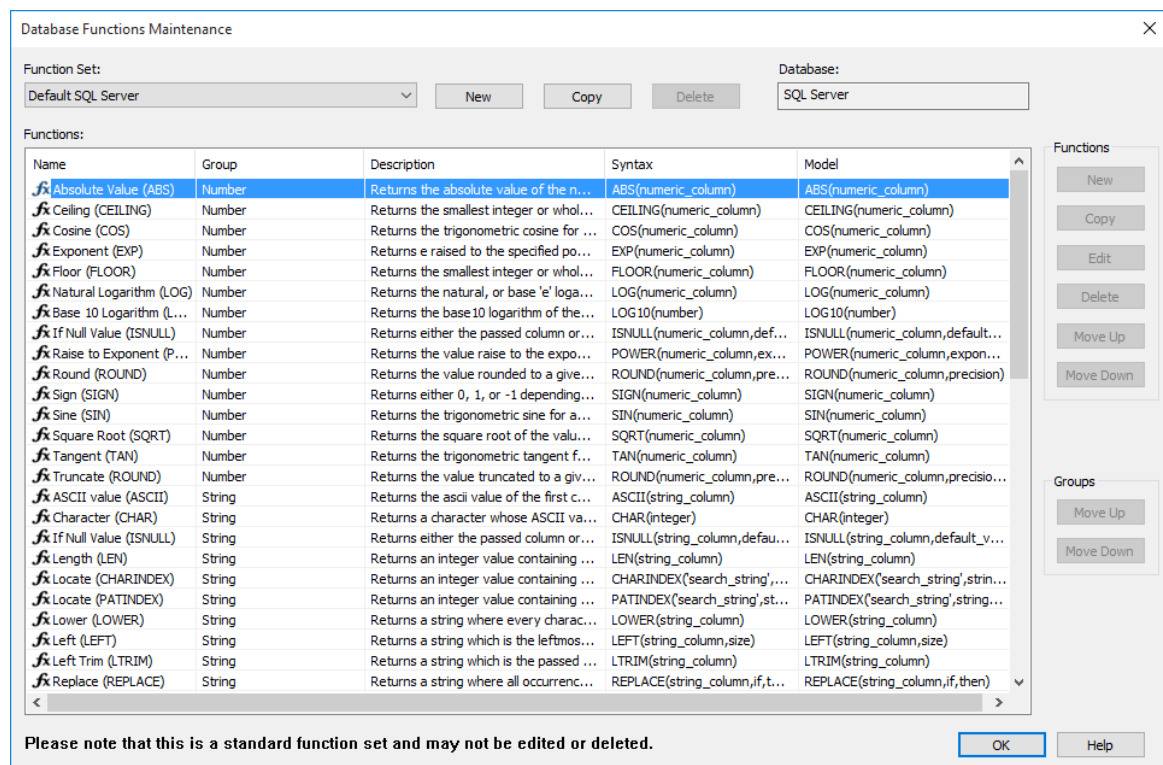 Database Functions Maintenance
Function Set:
Database:
Default SQL Server
New
Copy
Delete
SQL Server
Functions:
Functions
Name Group Description Syntax Model
Absolute Value (ABS) Number Returns the absolute value of the n... ABS(numeric_column) ABS(numeric_column)
New
Ceiling (CEILING) Number Returns the smallest integer or whol... CEILING(numeric_column) CEILING(numeric_column)
Copy
Cosine (COS) Number Returns the trigonometric cosine for ... COS(numeric_column) COS(numeric_column)
Exponent (EXP) Number Returns e raised to the specified po... EXP(numeric_column) EXP(numeric_column)
Edit
Floor (FLOOR) Number Returns the smallest integer or whol... FLOOR(numeric_column) FLOOR(numeric_column)
Natural Logarithm (LOG) Number Returns the natural, or base 'e' loga... LOG(numeric_column) LOG(numeric_column)
Delete
Base 10 Logarithm (L... Number Returns the base10 logarithm of the... LOG10(number) LOG10(number)
If Null Value (ISNULL) Number Returns either the passed column or... ISNULL(numeric_column,def... ISNULL(numeric_column,default...
Move Up
Raise to Exponent (P... Number Returns the value raise to the expo... POWER(numeric_column,ex... POWER(numeric_column,expon...
Round (ROUND) Number Returns the value rounded to a give... ROUND(numeric_column,pre... ROUND(numeric_column,precision)
Move Down
Sign (SIGN) Number Returns either 0, 1, or -1 depending... SIGN(numeric_column) SIGN(numeric_column)
Sine (SIN) Number Returns the trigonometric sine for a... SIN(numeric_column) SIN(numeric_column)
Square Root (SQRT) Number Returns the square root of the valu... SQRT(numeric_column) SQRT(numeric_column)
Tangent (TAN) Number Returns the trigonometric tangent f... TAN(numeric_column) TAN(numeric_column)
Truncate (ROUND) Number Returns the value truncated to a giv... ROUND(numeric_column,pre... ROUND(numeric_column,precisio...
Groups
ASCII value (ASCII) String Returns the ascii value of the first c... ASCII(string_column) ASCII(string_column)
Character (CHAR) String Returns a character whose ASCII va... CHAR(integer) CHAR(integer)
Move Up
If Null Value (ISNULL) String Returns either the passed column or... ISNULL(string_column,defau... ISNULL(string_column,default_v...
Length (LEN) String Returns an integer value containing ... LEN(string_column) LEN(string_column)
Move Down
Locate (CHARINDEX) String Returns an integer value containing ... CHARINDEX('search_string',... CHARINDEX('search_string',strin...
Locate (PATINDEX) String Returns an integer value containing ... PATINDEX('search_string',st... PATINDEX('search_string',string...
Lower (LOWER) String Returns a string where every charac... LOWER(string_column) LOWER(string_column)
Left (LEFT) String Returns a string which is the leftmos... LEFT(string_column,size) LEFT(string_column,size)
Left Trim (LTRIM) String Returns a string which is the passed ... LTRIM(string_column) LTRIM(string_column)
Replace (REPLACE) String Returns a string where all occurrenc... REPLACE(string_column,if,t... REPLACE(string_column,if,then)
Please note that this is a standard function set and may not be edited or deleted.
OK
Help